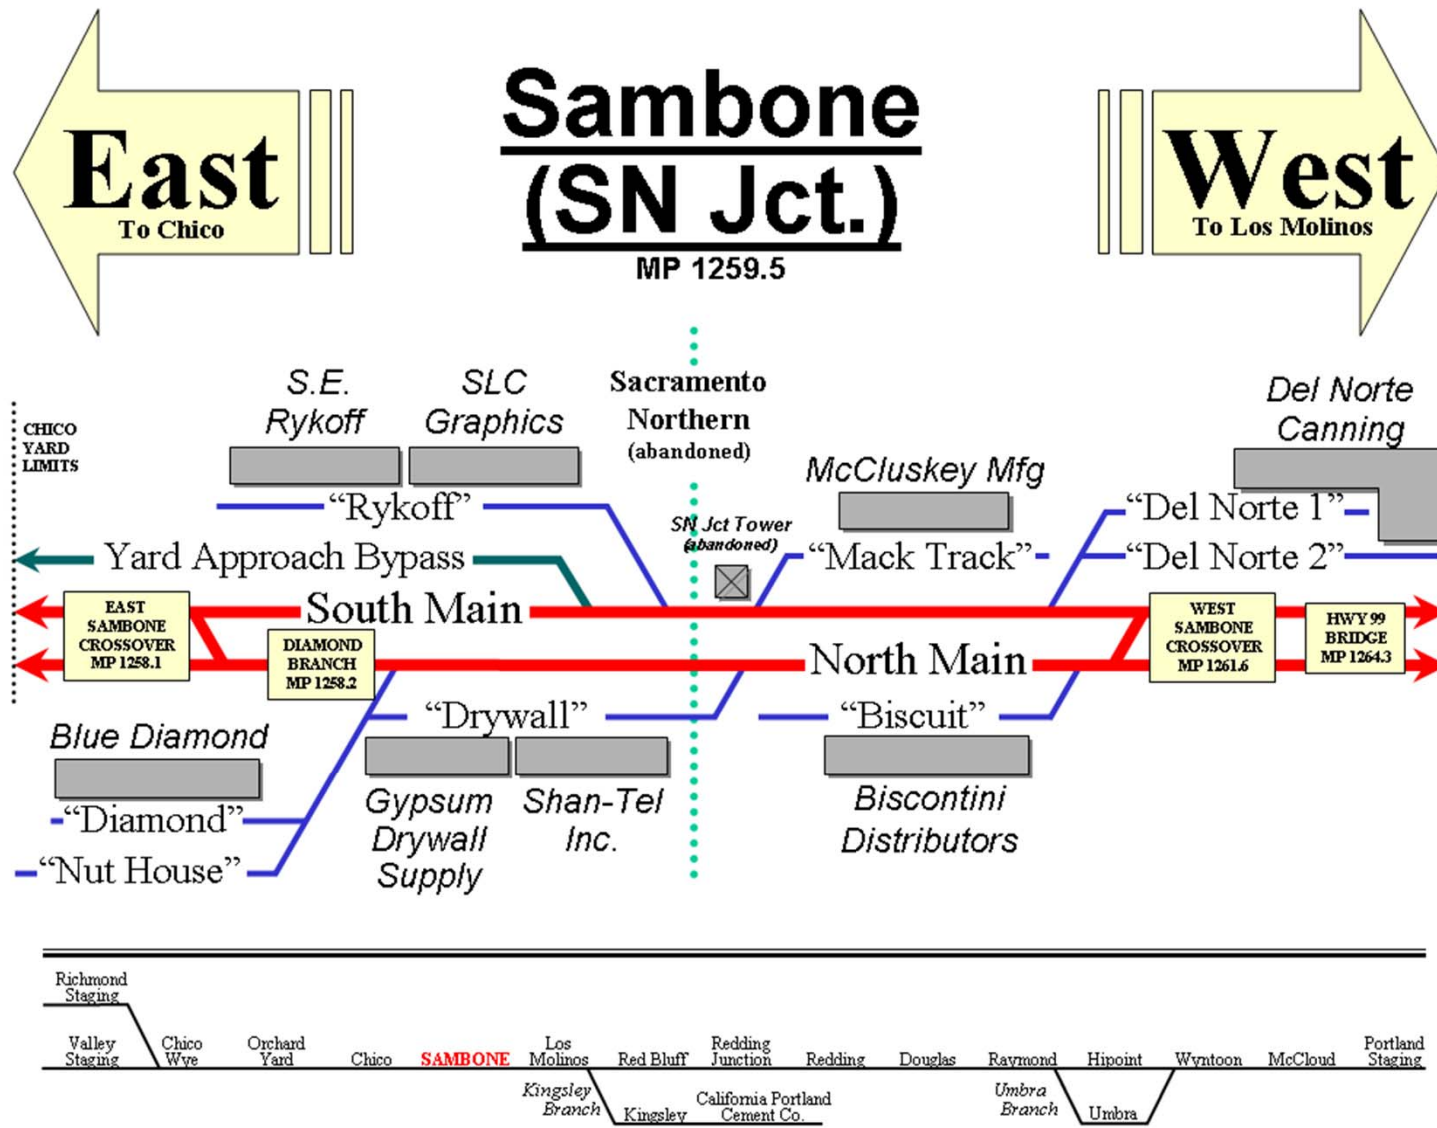 East
To Chico
Sambone
(SN Jct.)
MP 1259.5
West
To Los Molinos
CHICO
YARD
LIMITS
S.E.
Rykoff
SLC
Graphics
Sacramento
Northern
(abandoned)
McCluskey Mfg
Del Norte
Canning
“Rykoff”
SN Jct Tower
(abandoned)
“Del Norte 1”
Yard Approach Bypass
“Mack Track”
“Del Norte 2”
EAST
SAMBONE
CROSSOVER
MP 1258.1
South Main
WEST
SAMBONE
CROSSOVER
MP 1261.6
HWY 99
BRIDGE
MP 1264.3
DIAMOND
BRANCH
MP 1258.2
North Main
“Drywall”
“Biscuit”
Blue Diamond
Gypsum
Drywall
Supply
Shan-Tel
Inc.
Biscontini
Distributors
“Diamond”
“Nut House”
Richmond
Staging
Valley
Staging
Chico
Wye
Orchard
Yard
Chico
SAMBONE
Los
Molinos
Red Bluff
Redding
Junction
Redding
Douglas
Raymond
Hipoint
Wyntoon
McCloud
Portland
Staging
Kingsley
Branch
Kingsley
California Portland
Cement Co.
Umbra
Branch
Umbra